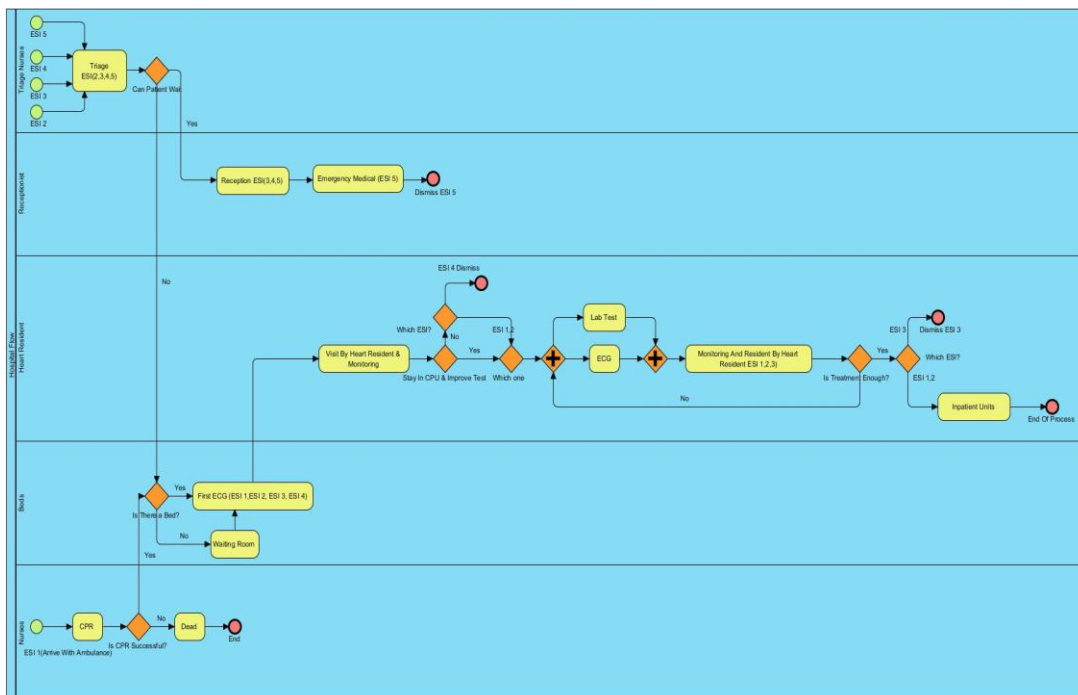 Hospital Flow
Triage Nurses
ESI 5
ESI 4
ESI 3
ESI 2
Triage
ESI(2,3,4,5)
Can Patient Wait
Yes
Receptionist
Reception ESI(3,4,5)
Emergency Medical (ESI 5)
Dismiss ESI 5
No
Heart Resident
ESI 4 Dismiss
Which ESI?
ESI 1,2
No
Visit By Heart Resident &
Monitoring
Yes
Stay In CPU & Improve Test
Which one
Lab Test
ECG
Monitoring And Resident By Heart
Resident ESI 1,2,3)
No
Is Treatment Enough?
Yes
ESI 3
Dismiss ESI 3
Which ESI?
ESI 1,2
Inpatient Units
End Of Process
Beds
Is There a Bed?
Yes
First ECG (ESI 1,ESI 2, ESI 3, ESI 4)
No
Waiting Room
Yes
Nurses
ESI 1(Arrive With Ambulance)
CPR
Is CPR Successful?
No
Dead
End